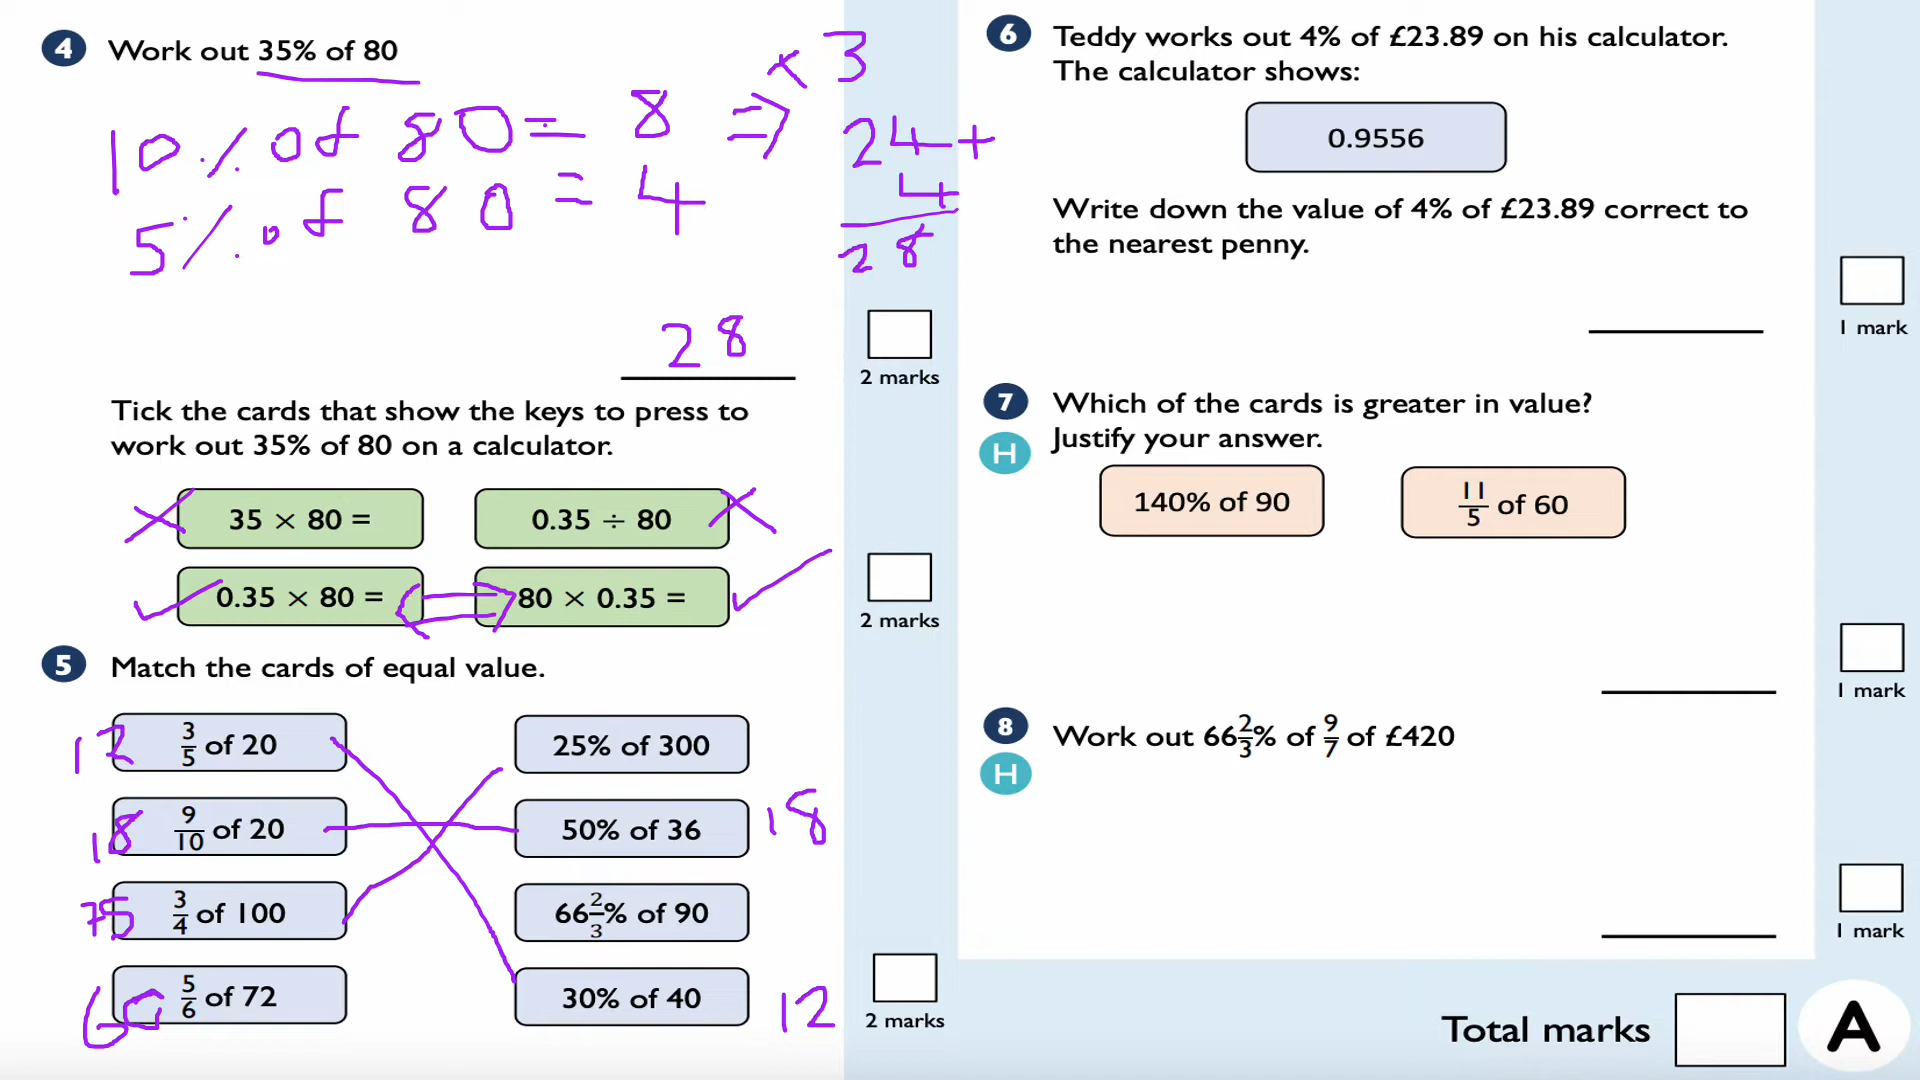 4 Work out 35% of 80
× 3
10% of 80 = 8 ⇒ 24 +
5% of 80 = 4 4
28
28
2 marks
Tick the cards that show the keys to press to
work out 35% of 80 on a calculator.
35 × 80 = 0.35 ÷ 80
0.35 × 80 = 80 × 0.35 =
2 marks
5 Match the cards of equal value.
12 3/5 of 20 25% of 300
18 9/10 of 20 50% of 36 18
75 3/4 of 100 66 2/3% of 90
60 5/6 of 72 30% of 40 12
2 marks
6 Teddy works out 4% of £23.89 on his calculator.
The calculator shows:
0.9556
Write down the value of 4% of £23.89 correct to
the nearest penny.
1 mark
7 Which of the cards is greater in value?
H Justify your answer.
140% of 90 11/5 of 60
1 mark
8 Work out 66 2/3% of 9/7 of £420
H
1 mark
Total marks A